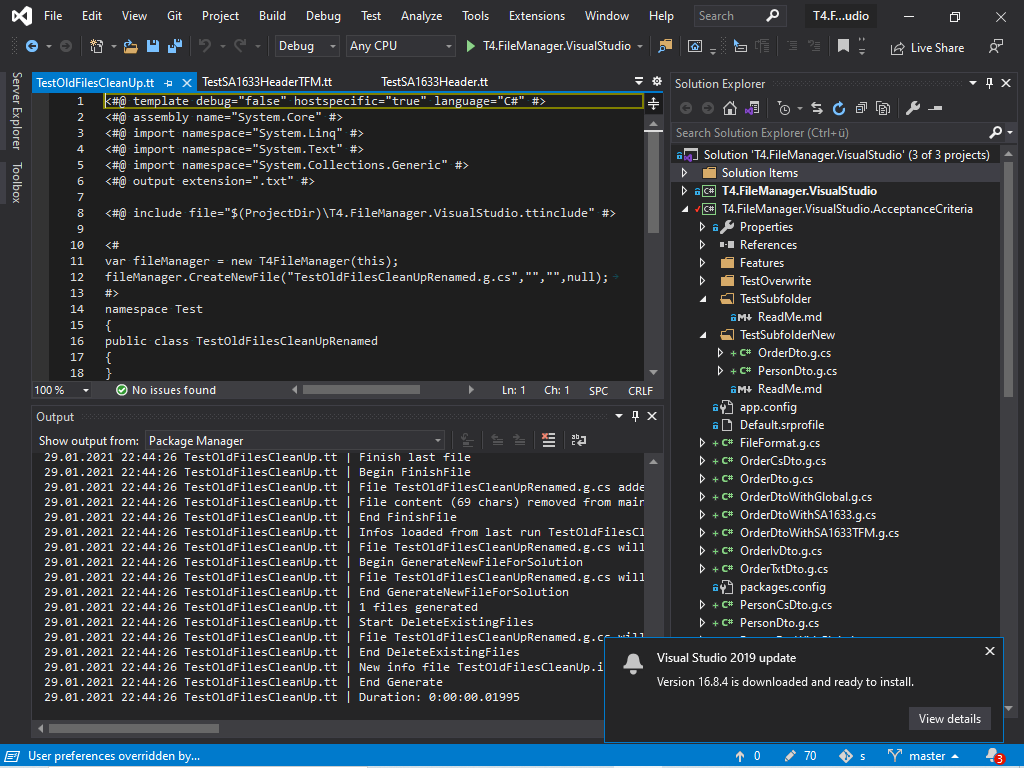 File Edit View Git Project Build Debug Test Analyze Tools Extensions Window Help Search T4.F...udio
Debug Any CPU T4.FileManager.VisualStudio Live Share
Server Explorer
Toolbox
TestOldFilesCleanUp.tt TestSA1633HeaderTFM.tt TestSA1633Header.tt
1 <#@ template debug="false" hostspecific="true" language="C#" #>
2 <#@ assembly name="System.Core" #>
3 <#@ import namespace="System.Linq" #>
4 <#@ import namespace="System.Text" #>
5 <#@ import namespace="System.Collections.Generic" #>
6 <#@ output extension=".txt" #>
7
8 <#@ include file="$(ProjectDir)\T4.FileManager.VisualStudio.ttinclude" #>
9
10 <#
11 var fileManager = new T4FileManager(this);
12 fileManager.CreateNewFile("TestOldFilesCleanUpRenamed.g.cs","","",null);
13 #>
14 namespace Test
15 {
16 public class TestOldFilesCleanUpRenamed
17 {
18 }
100 % No issues found Ln: 1 Ch: 1 SPC CRLF
Output
Show output from: Package Manager
29.01.2021 22:44:26 TestOldFilesCleanUp.tt | Finish last file
29.01.2021 22:44:26 TestOldFilesCleanUp.tt | Begin FinishFile
29.01.2021 22:44:26 TestOldFilesCleanUp.tt | File TestOldFilesCleanUpRenamed.g.cs adde
29.01.2021 22:44:26 TestOldFilesCleanUp.tt | File content (69 chars) removed from main
29.01.2021 22:44:26 TestOldFilesCleanUp.tt | End FinishFile
29.01.2021 22:44:26 TestOldFilesCleanUp.tt | Infos loaded from last run TestOldFilesCl
29.01.2021 22:44:26 TestOldFilesCleanUp.tt | File TestOldFilesCleanUpRenamed.g.cs will
29.01.2021 22:44:26 TestOldFilesCleanUp.tt | Begin GenerateNewFileForSolution
29.01.2021 22:44:26 TestOldFilesCleanUp.tt | File TestOldFilesCleanUpRenamed.g.cs will
29.01.2021 22:44:26 TestOldFilesCleanUp.tt | End GenerateNewFileForSolution
29.01.2021 22:44:26 TestOldFilesCleanUp.tt | 1 files generated
29.01.2021 22:44:26 TestOldFilesCleanUp.tt | Start DeleteExistingFiles
29.01.2021 22:44:26 TestOldFilesCleanUp.tt | File TestOldFilesCleanUpRenamed.g.cs will
29.01.2021 22:44:26 TestOldFilesCleanUp.tt | End DeleteExistingFiles
29.01.2021 22:44:26 TestOldFilesCleanUp.tt | New info file TestOldFilesCleanUp.i
29.01.2021 22:44:26 TestOldFilesCleanUp.tt | End Generate
29.01.2021 22:44:26 TestOldFilesCleanUp.tt | Duration: 0:00:00.01995
Solution Explorer
Search Solution Explorer (Ctrl+ü)
Solution 'T4.FileManager.VisualStudio' (3 of 3 projects)
Solution Items
C# T4.FileManager.VisualStudio
C# T4.FileManager.VisualStudio.AcceptanceCriteria
Properties
References
Features
TestOverwrite
TestSubfolder
M+ ReadMe.md
TestSubfolderNew
+ C# OrderDto.g.cs
+ C# PersonDto.g.cs
M+ ReadMe.md
app.config
Default.srprofile
+ C# FileFormat.g.cs
+ C# OrderCsDto.g.cs
+ C# OrderDto.g.cs
+ C# OrderDtoWithGlobal.g.cs
+ C# OrderDtoWithSA1633.g.cs
+ C# OrderDtoWithSA1633TFM.g.cs
+ C# OrderIvDto.g.cs
+ C# OrderTxtDto.g.cs
packages.config
+ C# PersonCsDto.g.cs
+ C# PersonDto.g.cs
Visual Studio 2019 update
Version 16.8.4 is downloaded and ready to install.
View details
User preferences overridden by... 0 70 s master 3